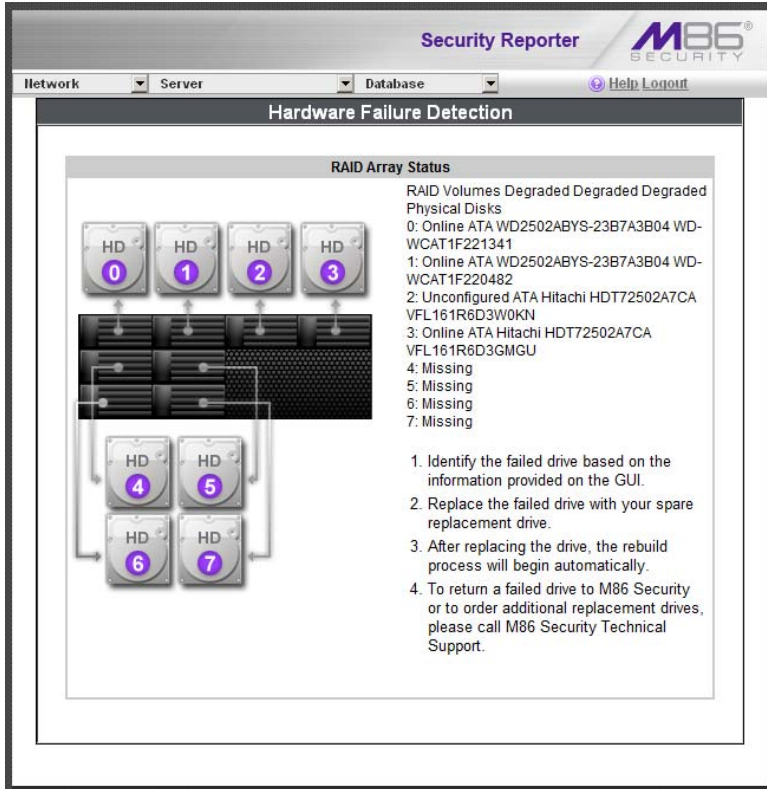 Security Reporter
M86®
SECURITY
Network
Server
Database
Help Logout
Hardware Failure Detection
RAID Array Status
HD
0
HD
1
HD
2
HD
3
HD
4
HD
5
HD
6
HD
7
RAID Volumes Degraded Degraded Degraded
Physical Disks
0: Online ATA WD2502ABYS-23B7A3B04 WD-
WCAT1F221341
1: Online ATA WD2502ABYS-23B7A3B04 WD-
WCAT1F220482
2: Unconfigured ATA Hitachi HDT72502A7CA
VFL161R6D3W0KN
3: Online ATA Hitachi HDT72502A7CA
VFL161R6D3GMGU
4: Missing
5: Missing
6: Missing
7: Missing
1. Identify the failed drive based on the
information provided on the GUI.
2. Replace the failed drive with your spare
replacement drive.
3. After replacing the drive, the rebuild
process will begin automatically.
4. To return a failed drive to M86 Security
or to order additional replacement drives,
please call M86 Security Technical
Support.